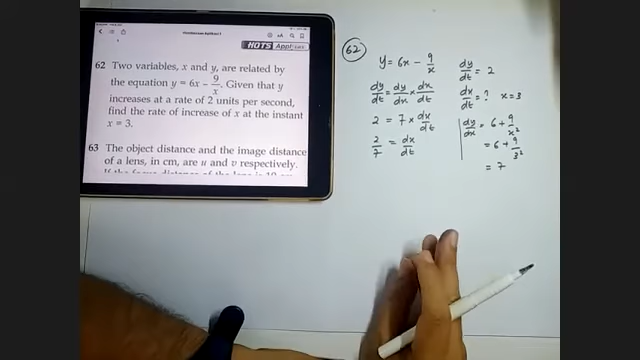 HOTS Applications
62 Two variables, x and y, are related by
the equation y = 6x - 9/x. Given that y
increases at a rate of 2 units per second,
find the rate of increase of x at the instant
x = 3.
63 The object distance and the image distance
of a lens, in cm, are u and v respectively.
62
y = 6x - 9/x
dy/dt = dy/dx × dx/dt
2 = 7 × dx/dt
2/7 = dx/dt
dy/dt = 2
dx/dt = ? x = 3
dy/dx = 6 + 9/x²
= 6 + 9/3²
= 7